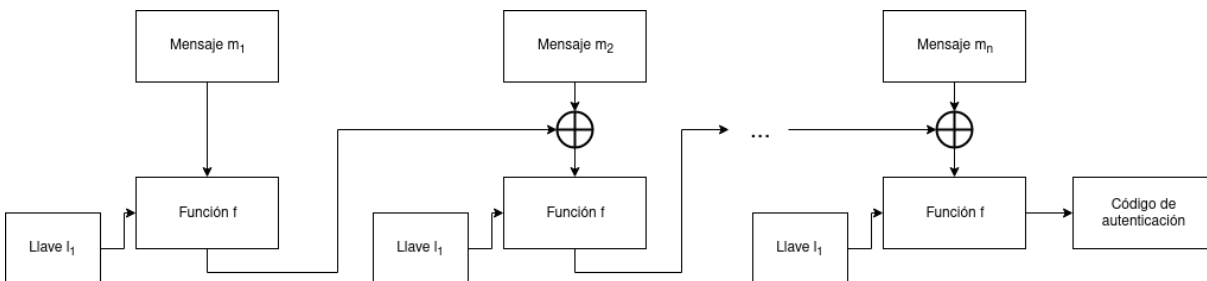 Mensaje m1
Mensaje m2
Mensaje mn
...
Función f
Función f
Función f
Código de
autenticación
Llave l1
Llave l1
Llave l1